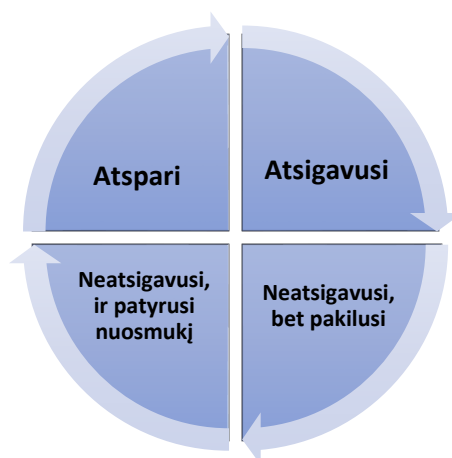 Atspari
Atsigavusi
Neatsigavusi,
ir patyrusi
nuosmukį
Neatsigavusi,
bet pakilusi